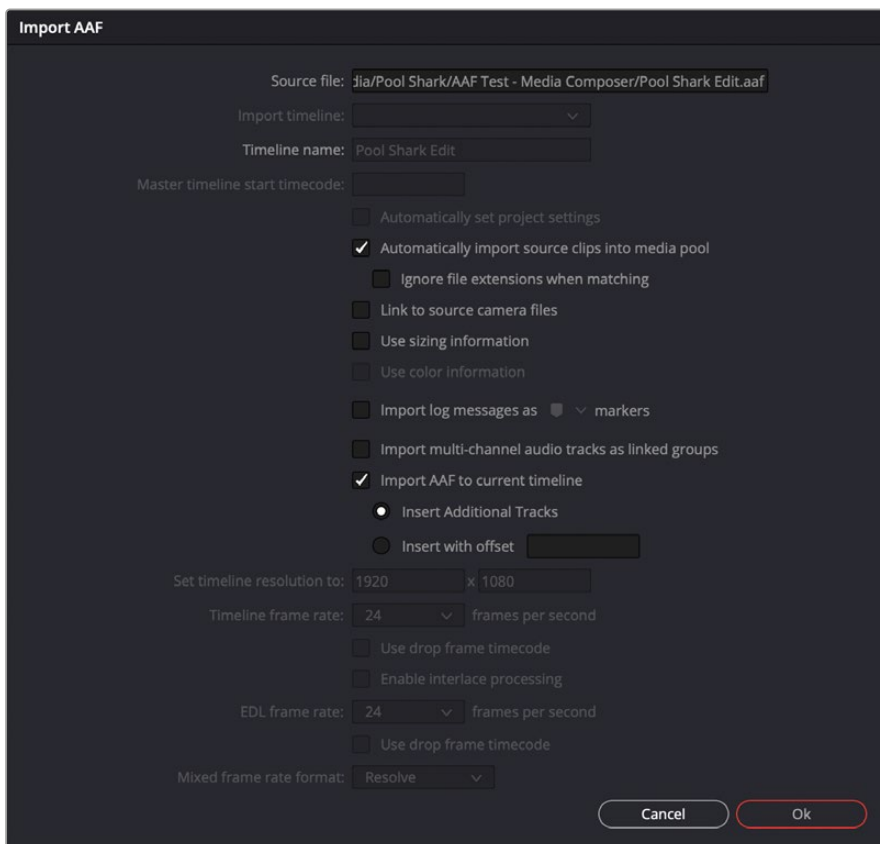 Import AAF
Source file: dia/Pool Shark/AAF Test - Media Composer/Pool Shark Edit.aaf
Import timeline:
Timeline name: Pool Shark Edit
Master timeline start timecode:
Automatically set project settings
Automatically import source clips into media pool
Ignore file extensions when matching
Link to source camera files
Use sizing information
Use color information
Import log messages as markers
Import multi-channel audio tracks as linked groups
Import AAF to current timeline
Insert Additional Tracks
Insert with offset
Set timeline resolution to: 1920 x 1080
Timeline frame rate: 24 frames per second
Use drop frame timecode
Enable interlace processing
EDL frame rate: 24 frames per second
Use drop frame timecode
Mixed frame rate format: Resolve
Cancel Ok